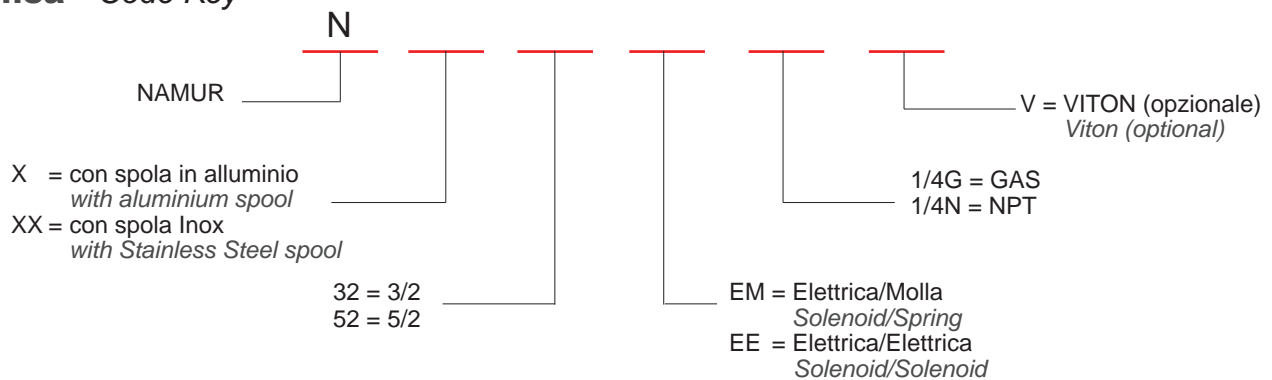 Code Key
N
NAMUR
V = VITON (opzionale)
Viton (optional)
X = con spola in alluminio
with aluminium spool
XX = con spola Inox
with Stainless Steel spool
1/4G = GAS
1/4N = NPT
32 = 3/2
52 = 5/2
EM = Elettrica/Molla
Solenoid/Spring
EE = Elettrica/Elettrica
Solenoid/Solenoid